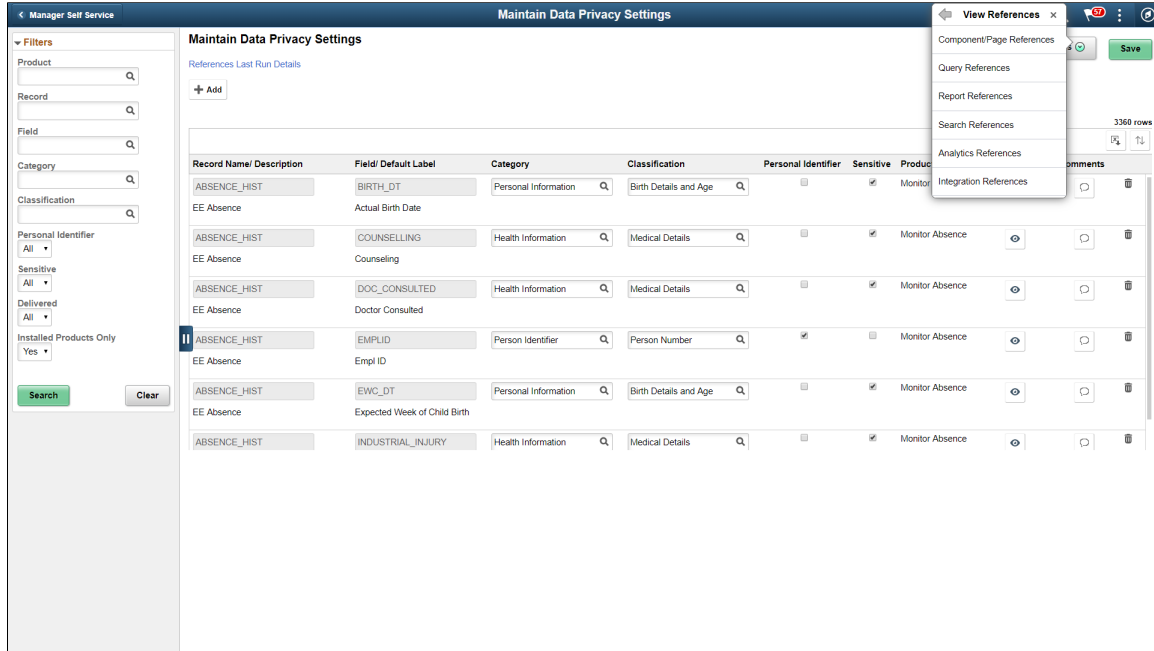 Manager Self Service
Maintain Data Privacy Settings
View References ×
57
Filters
Product
Record
Field
Category
Classification
Personal Identifier
All
Sensitive
All
Delivered
All
Installed Products Only
Yes
Search Clear
Maintain Data Privacy Settings
References Last Run Details
+ Add
Save
Component/Page References
Query References
Report References
Search References
Analytics References
Integration References
3360 rows
Record Name/ Description Field/ Default Label Category Classification Personal Identifier Sensitive Produc omments
ABSENCE_HIST BIRTH_DT Personal Information Birth Details and Age Monitor
EE Absence Actual Birth Date
ABSENCE_HIST COUNSELLING Health Information Medical Details Monitor Absence
EE Absence Counseling
ABSENCE_HIST DOC_CONSULTED Health Information Medical Details Monitor Absence
EE Absence Doctor Consulted
ABSENCE_HIST EMPLID Person Identifier Person Number Monitor Absence
EE Absence Empl ID
ABSENCE_HIST EWC_DT Personal Information Birth Details and Age Monitor Absence
EE Absence Expected Week of Child Birth
ABSENCE_HIST INDUSTRIAL_INJURY Health Information Medical Details Monitor Absence